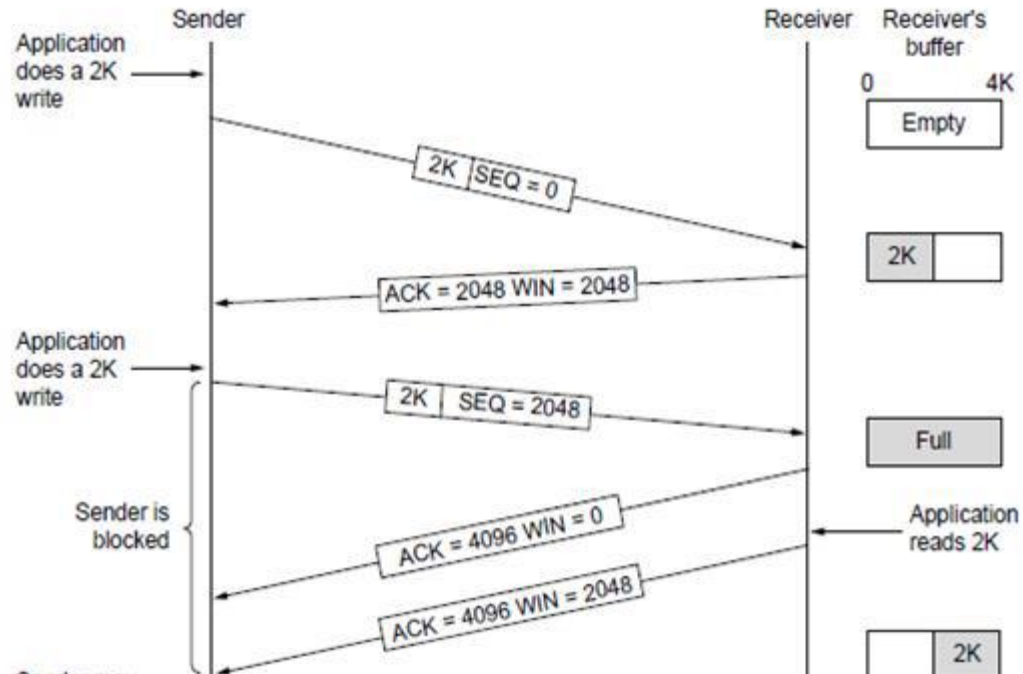 Sender
Receiver
Receiver's
buffer
Application
does a 2K
write
0 4K
Empty
2K SEQ = 0
2K
ACK = 2048 WIN = 2048
Application
does a 2K
write
2K SEQ = 2048
Full
Sender is
blocked
ACK = 4096 WIN = 0
Application
reads 2K
ACK = 4096 WIN = 2048
2K